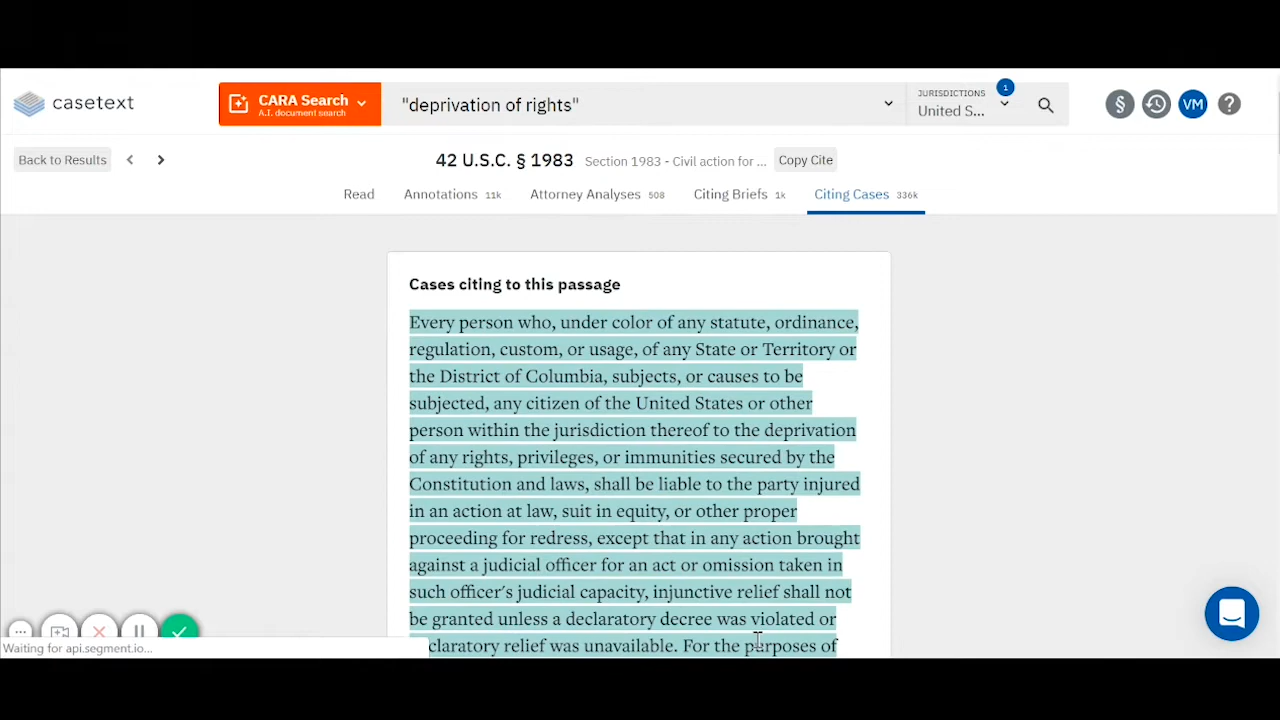 casetext
CARA Search
A.I. document search
"deprivation of rights"
JURISDICTIONS
United S...
1
§
VM
?
Back to Results
42 U.S.C. § 1983 Section 1983 - Civil action for ... Copy Cite
Read Annotations 11k Attorney Analyses 508 Citing Briefs 1k Citing Cases 336k
Cases citing to this passage
Every person who, under color of any statute, ordinance,
regulation, custom, or usage, of any State or Territory or
the District of Columbia, subjects, or causes to be
subjected, any citizen of the United States or other
person within the jurisdiction thereof to the deprivation
of any rights, privileges, or immunities secured by the
Constitution and laws, shall be liable to the party injured
in an action at law, suit in equity, or other proper
proceeding for redress, except that in any action brought
against a judicial officer for an act or omission taken in
such officer's judicial capacity, injunctive relief shall not
be granted unless a declaratory decree was violated or
claratory relief was unavailable. For the purposes of
Waiting for api.segment.io...